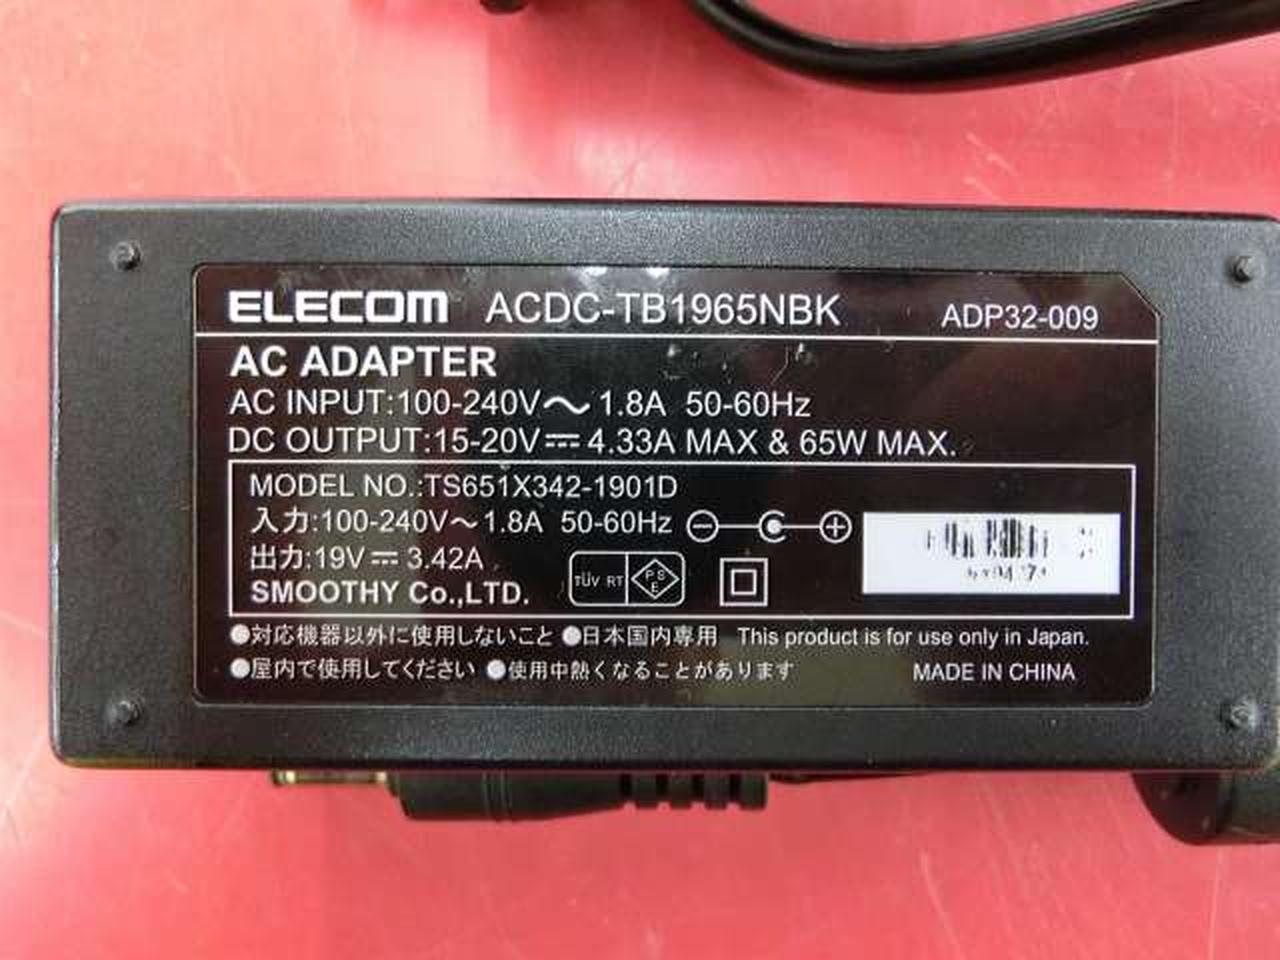 ELECOM ACDC-TB1965NBK ADP32-009
AC ADAPTER
AC INPUT:100-240V〜1.8A 50-60Hz
DC OUTPUT:15-20V⎓4.33A MAX & 65W MAX.
MODEL NO.:TS651X342-1901D
入力:100-240V〜1.8A 50-60Hz
出力:19V⎓3.42A
SMOOTHY Co.,LTD.
TÜV RT PSE
●対応機器以外に使用しないこと ●日本国内専用 This product is for use only in Japan.
●屋内で使用してください ●使用中熱くなることがあります MADE IN CHINA